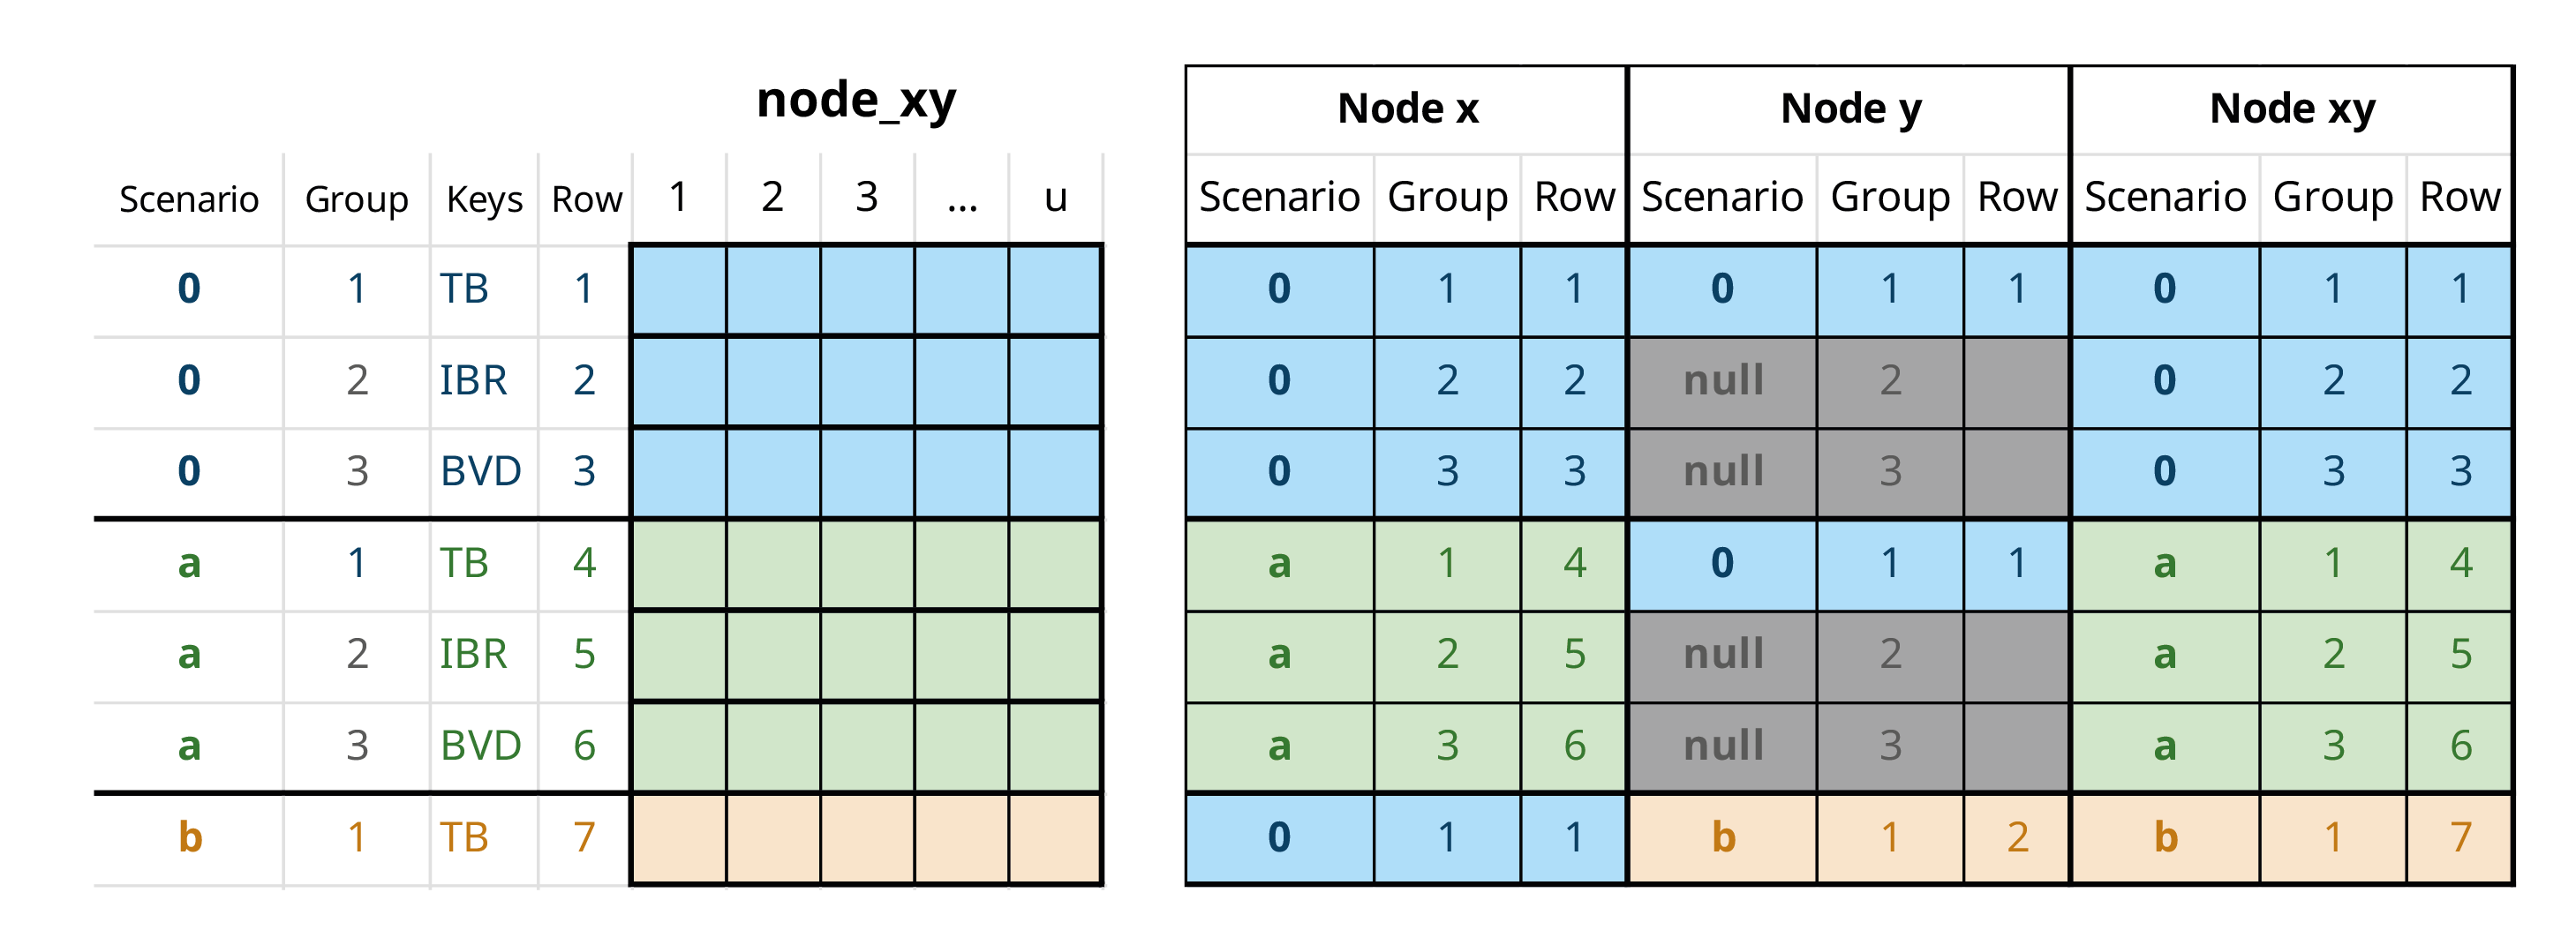 node_xy
Scenario Group Keys Row 1 2 3 ... u
0 1 TB 1
0 2 IBR 2
0 3 BVD 3
a 1 TB 4
a 2 IBR 5
a 3 BVD 6
b 1 TB 7
Node x Node y Node xy
Scenario Group Row Scenario Group Row Scenario Group Row
0 1 1 0 1 1 0 1 1
0 2 2 null 2 0 2 2
0 3 3 null 3 0 3 3
a 1 4 0 1 1 a 1 4
a 2 5 null 2 a 2 5
a 3 6 null 3 a 3 6
0 1 1 b 1 2 b 1 7